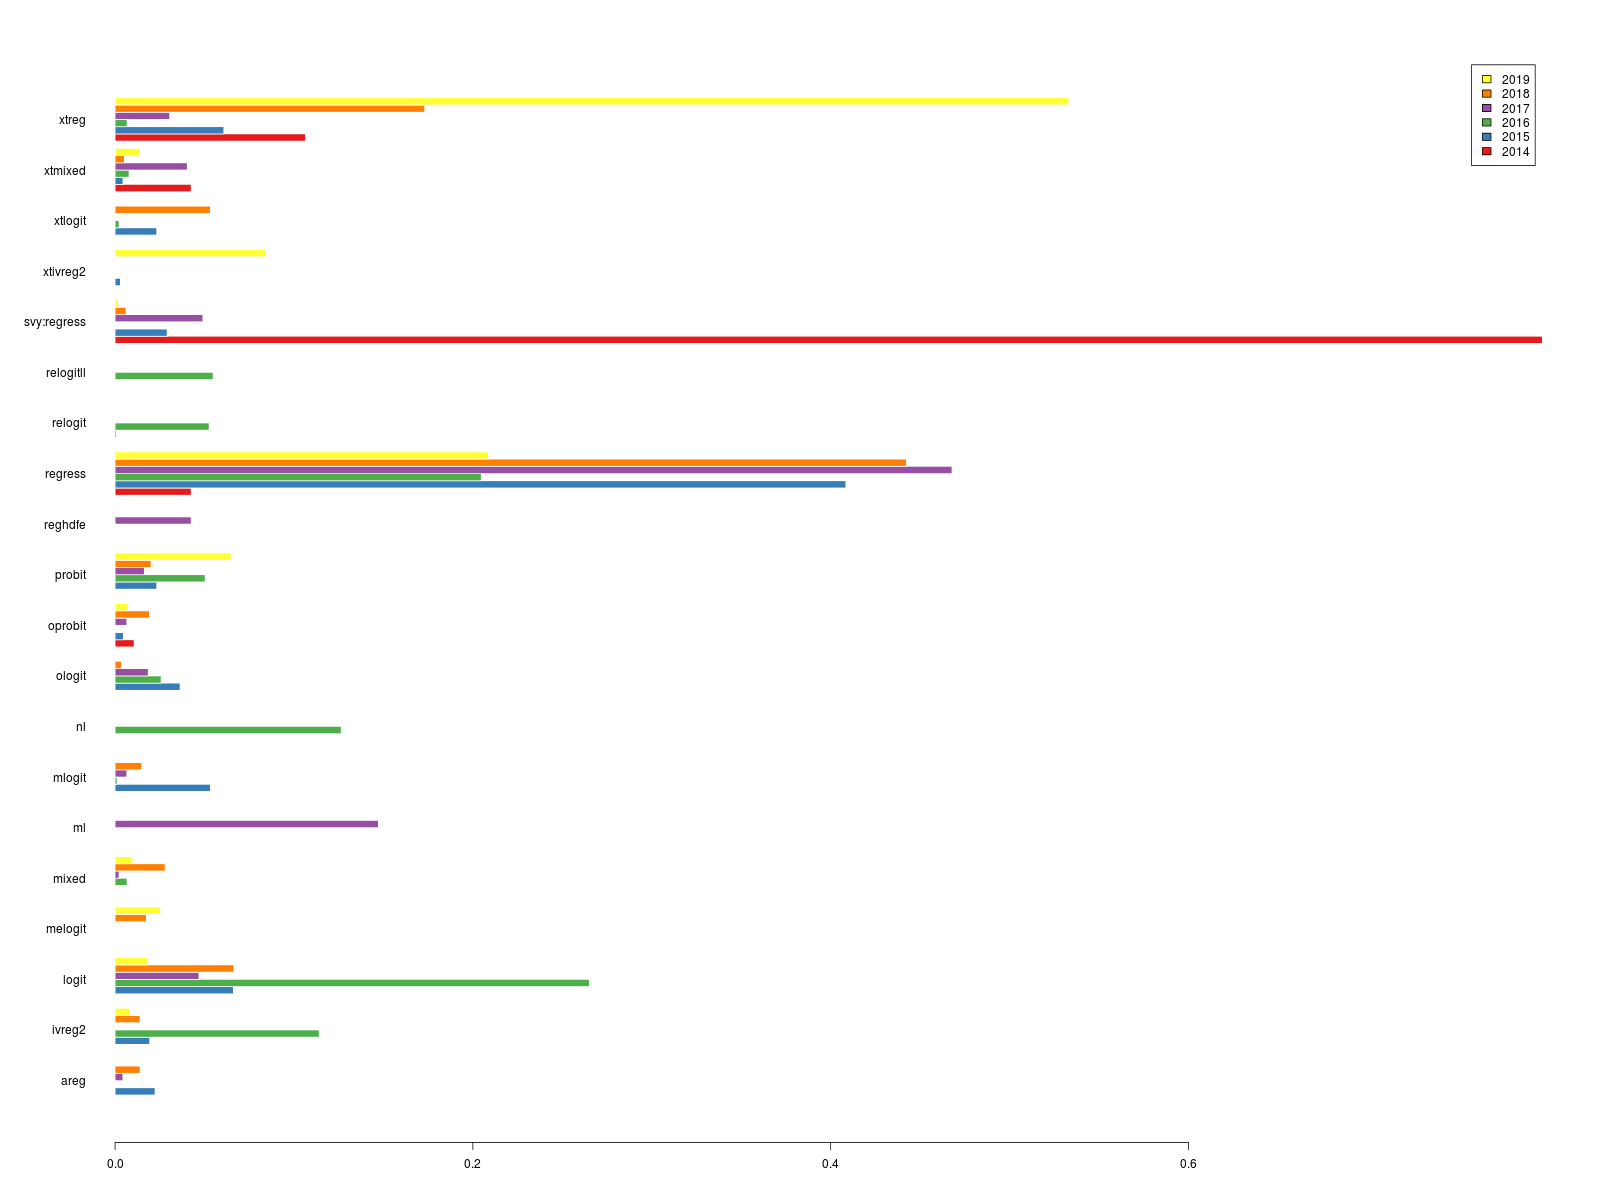 2019
2018
2017
2016
2015
2014
xtreg
xtmixed
xtlogit
xtivreg2
svy:regress
relogitll
relogit
regress
reghdfe
probit
oprobit
ologit
nl
mlogit
ml
mixed
melogit
logit
ivreg2
areg
0.0 0.2 0.4 0.6